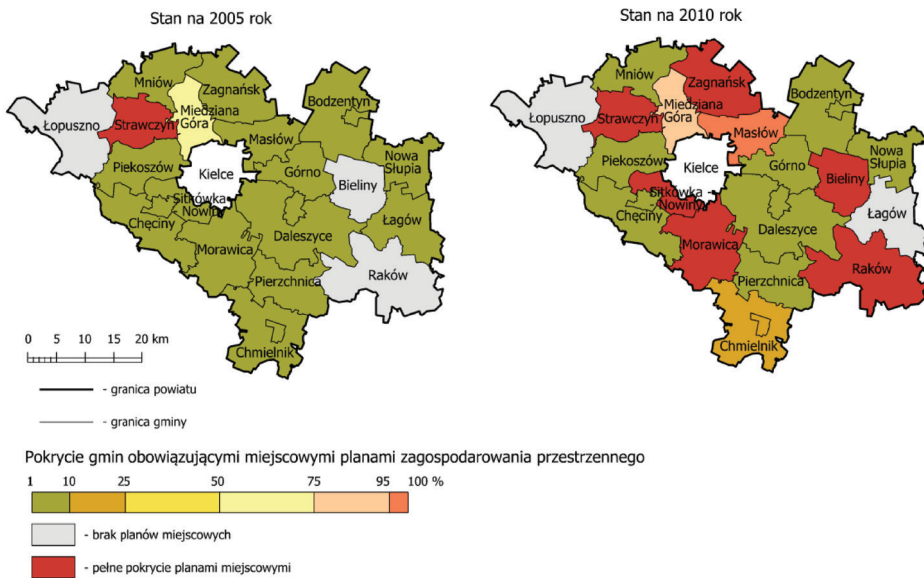 Stan na 2005 rok
Mniów
Zagnańsk
Bodzentyn
Łopuszno
Strawczyn
Miedziana
Góra
Masłów
Nowa
Słupia
Piekoszów
Kielce
Górno
Bieliny
Sitkówka -
Nowiny
Łagów
Chęciny
Daleszyce
Morawica
Raków
Pierzchnica
Chmielnik
0 5 10 15 20 km
- granica powiatu
- granica gminy
Stan na 2010 rok
Mniów
Zagnańsk
Bodzentyn
Łopuszno
Strawczyn
Miedziana
Góra
Masłów
Nowa
Słupia
Piekoszów
Kielce
Górno
Bieliny
Sitkówka -
Nowiny
Łagów
Chęciny
Daleszyce
Morawica
Raków
Pierzchnica
Chmielnik
Pokrycie gmin obowiązującymi miejscowymi planami zagospodarowania przestrzennego
1 10 25 50 75 95 100 %
- brak planów miejscowych
- pełne pokrycie planami miejscowymi